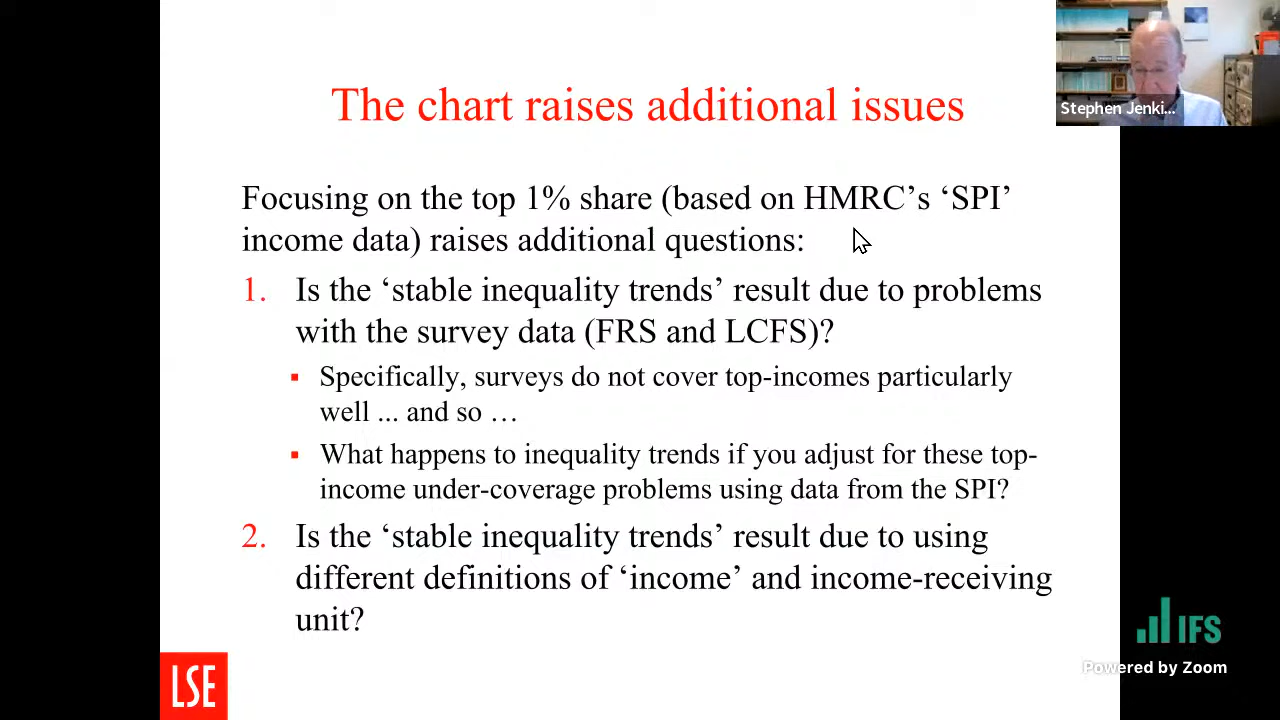 The chart raises additional issues
Stephen Jenki...
Focusing on the top 1% share (based on HMRC’s ‘SPI’
income data) raises additional questions:
1. Is the ‘stable inequality trends’ result due to problems
with the survey data (FRS and LCFS)?
▪ Specifically, surveys do not cover top-incomes particularly
well ... and so …
▪ What happens to inequality trends if you adjust for these top-
income under-coverage problems using data from the SPI?
2. Is the ‘stable inequality trends’ result due to using
different definitions of ‘income’ and income-receiving
unit?
IFS
Powered by Zoom
LSE